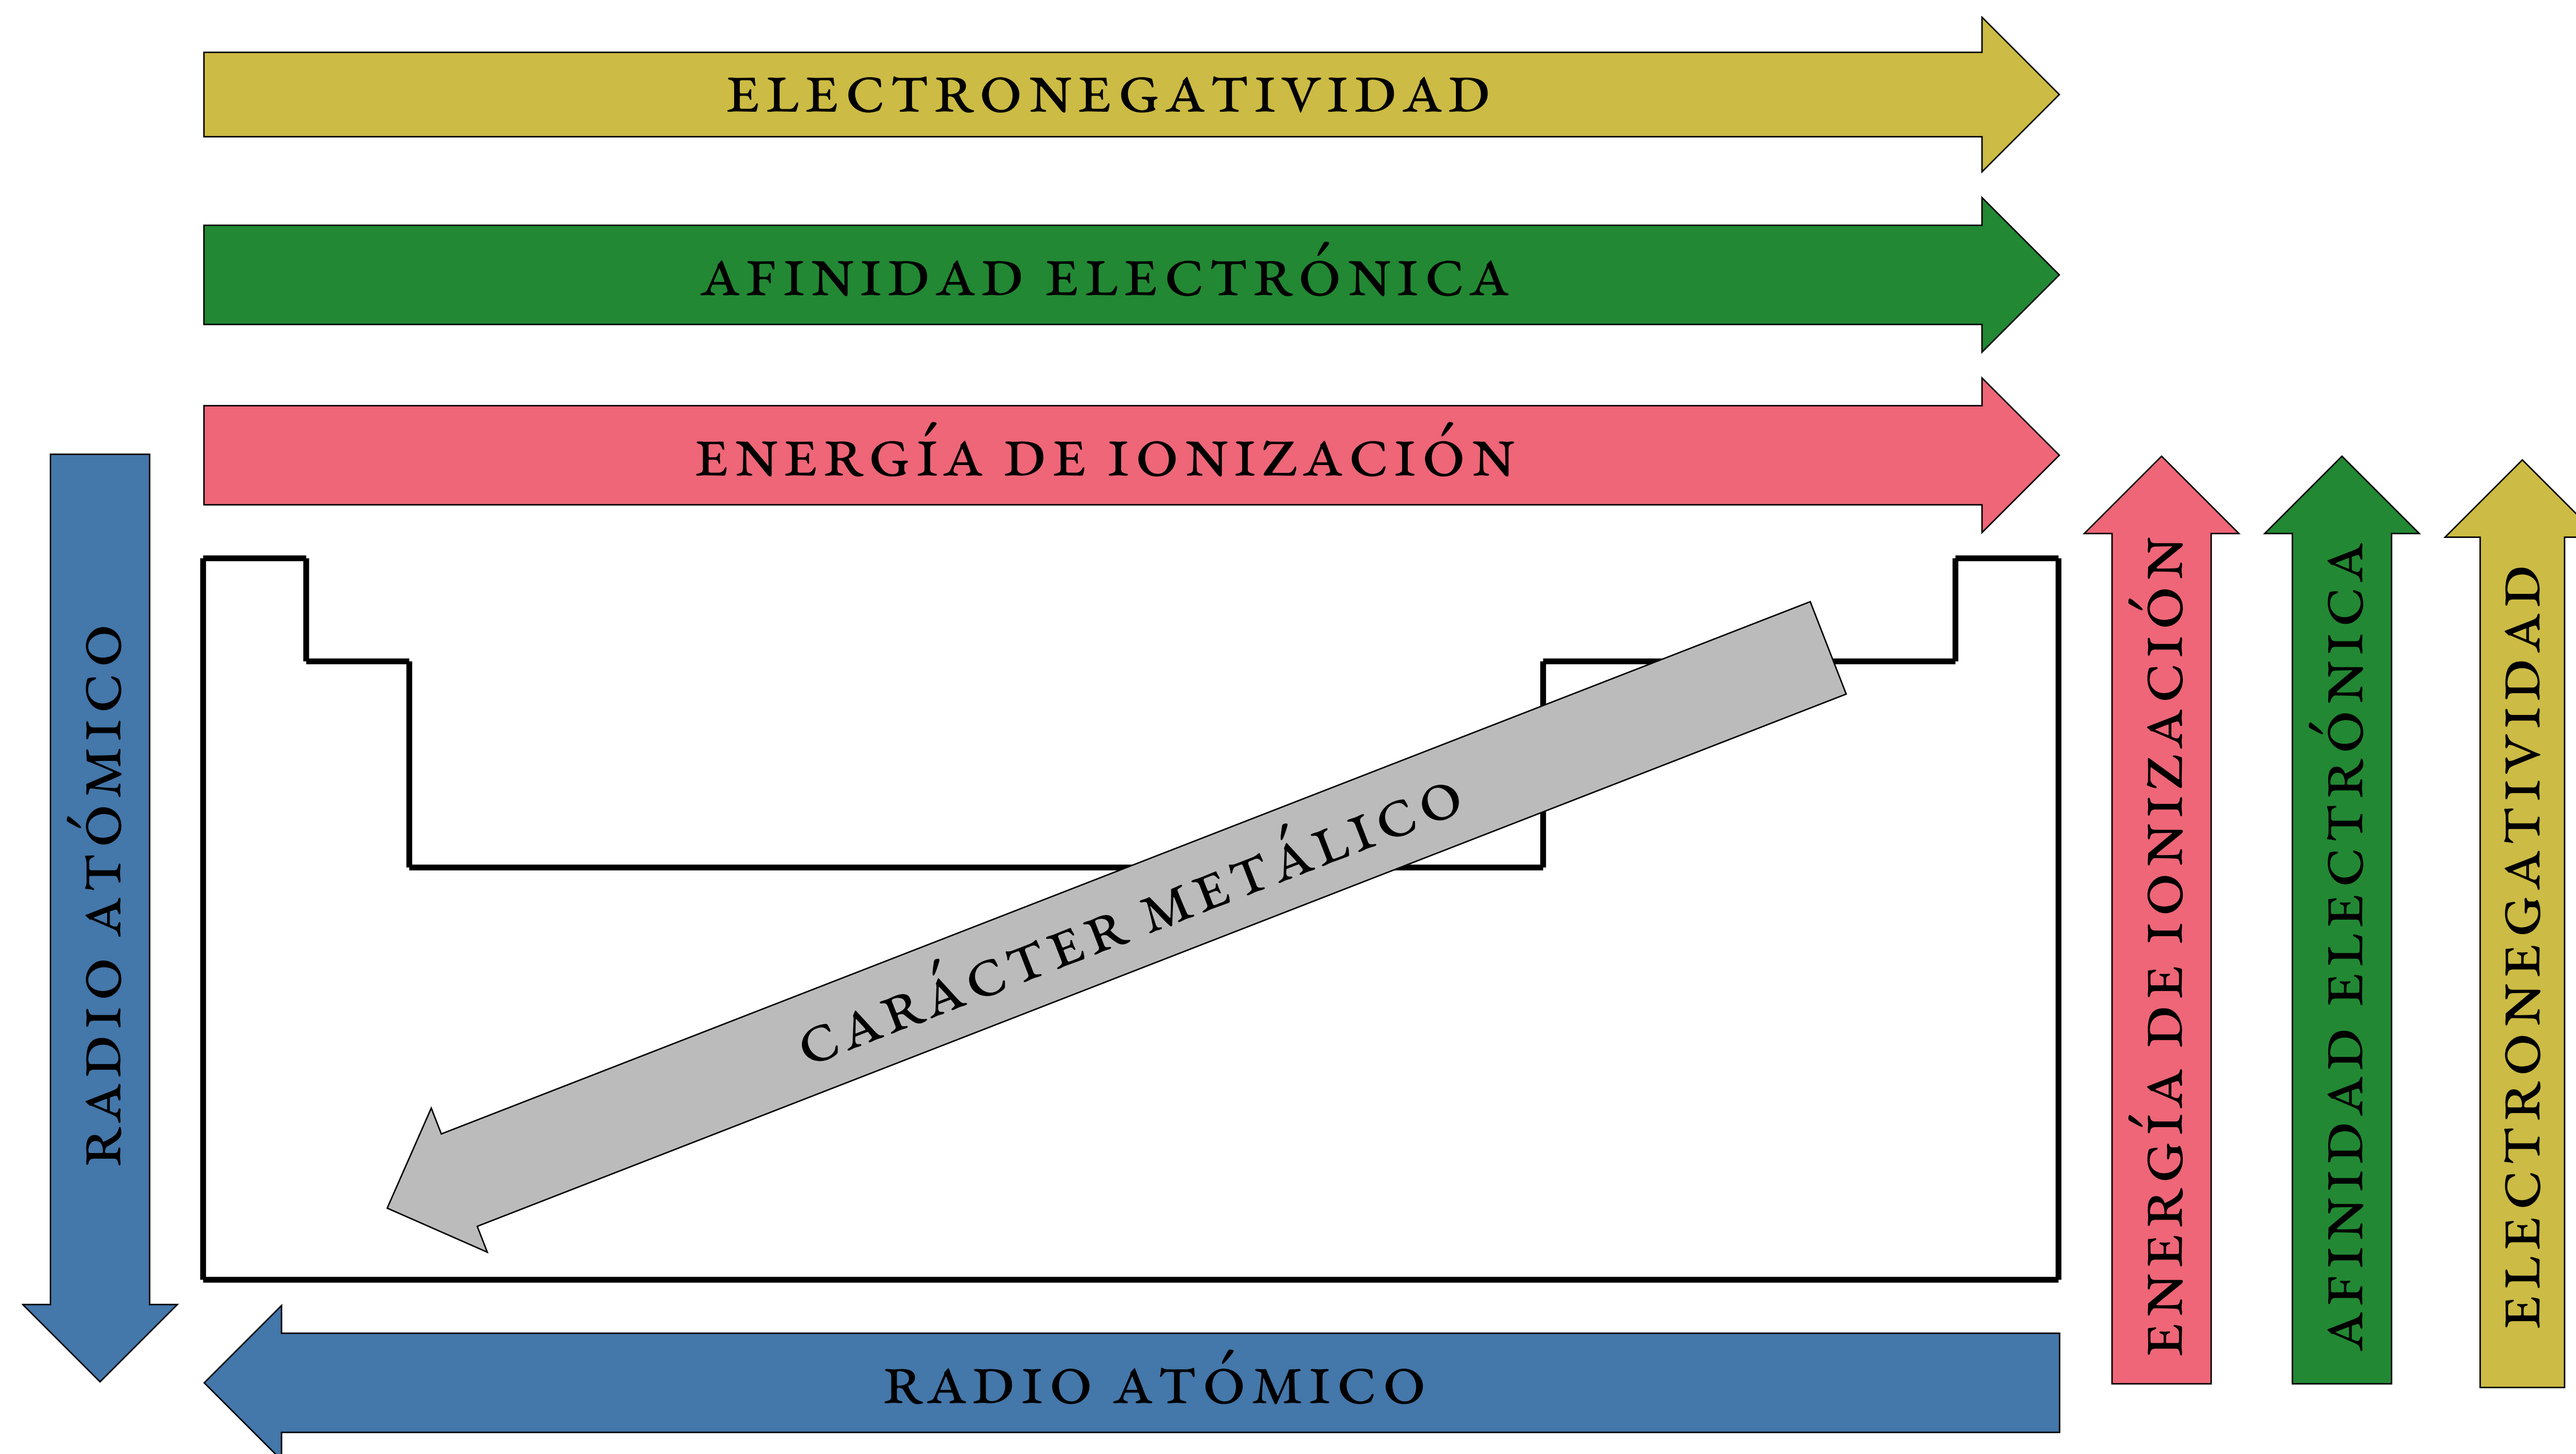 ELECTRONEGATIVIDAD
AFINIDAD ELECTRÓNICA
ENERGÍA DE IONIZACIÓN
RADIO ATÓMICO
CARÁCTER METÁLICO
ENERGÍA DE IONIZACIÓN
AFINIDAD ELECTRÓNICA
ELECTRONEGATIVIDAD
RADIO ATÓMICO